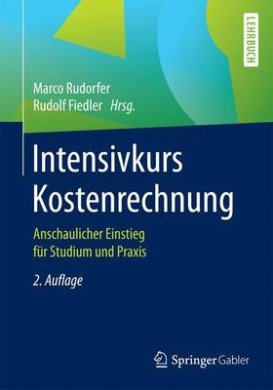 LEHRBUCH
Marco Rudorfer
Rudolf Fiedler Hrsg.
Intensivkurs
Kostenrechnung
Anschaulicher Einstieg
für Studium und Praxis
2. Auflage
Springer Gabler